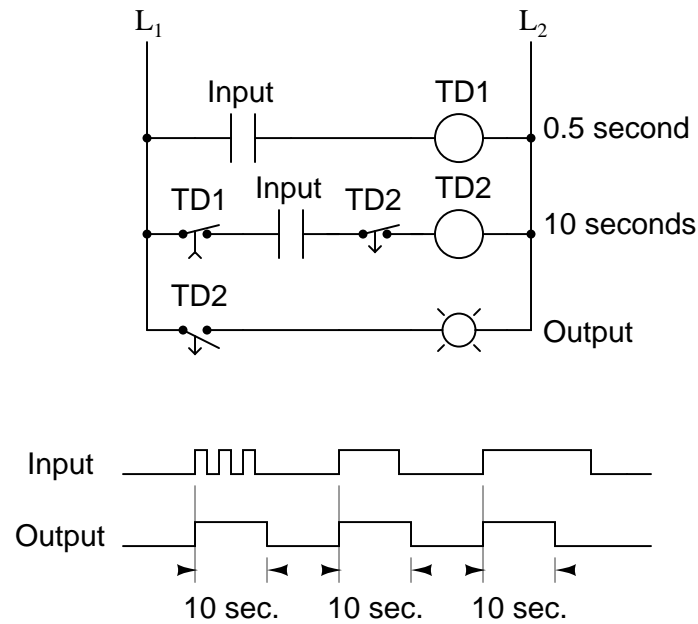 L₁ L₂
Input TD1
0.5 second
TD1 Input TD2 TD2
10 seconds
TD2
Output
Input
Output
10 sec. 10 sec. 10 sec.